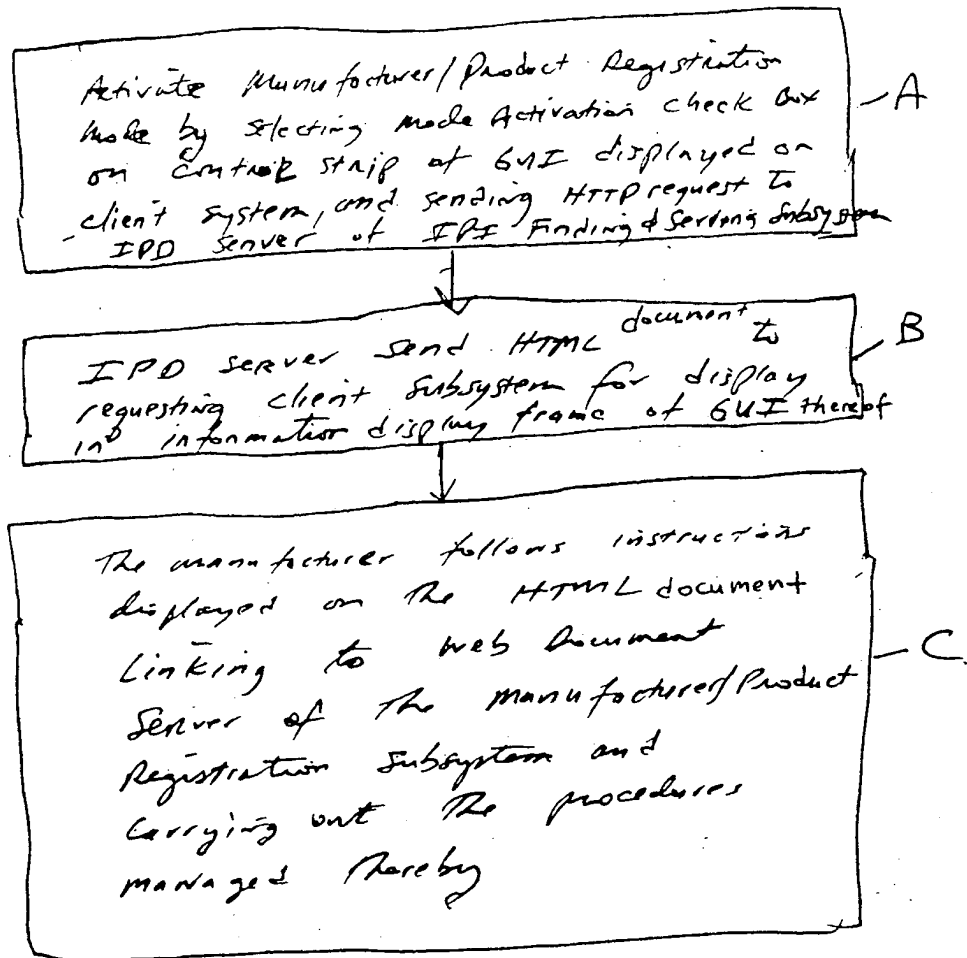 Activate Manufacturer/Product Registration
Mode by selecting mode Activation check Box
on control strip of GUI displayed on
client system, and sending HTTP request to
IPD server of IPI Finding & Serving Subsystem
A
IPD server send HTML document to
requesting client subsystem for display
in information display frame of GUI thereof
B
The manufacturer follows instructions
displayed on the HTML document
Linking to web Document
Server of the manufacturer/Product
Registration subsystem and
Carrying out the procedures
managed thereby
C.